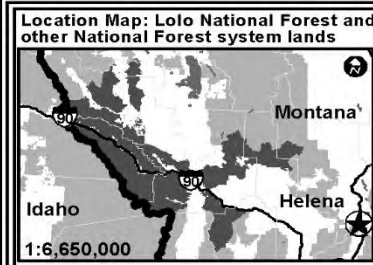 Location Map: Lolo National Forest and
other National Forest system lands
N
Montana
90
90
Idaho
Helena
1:6,650,000